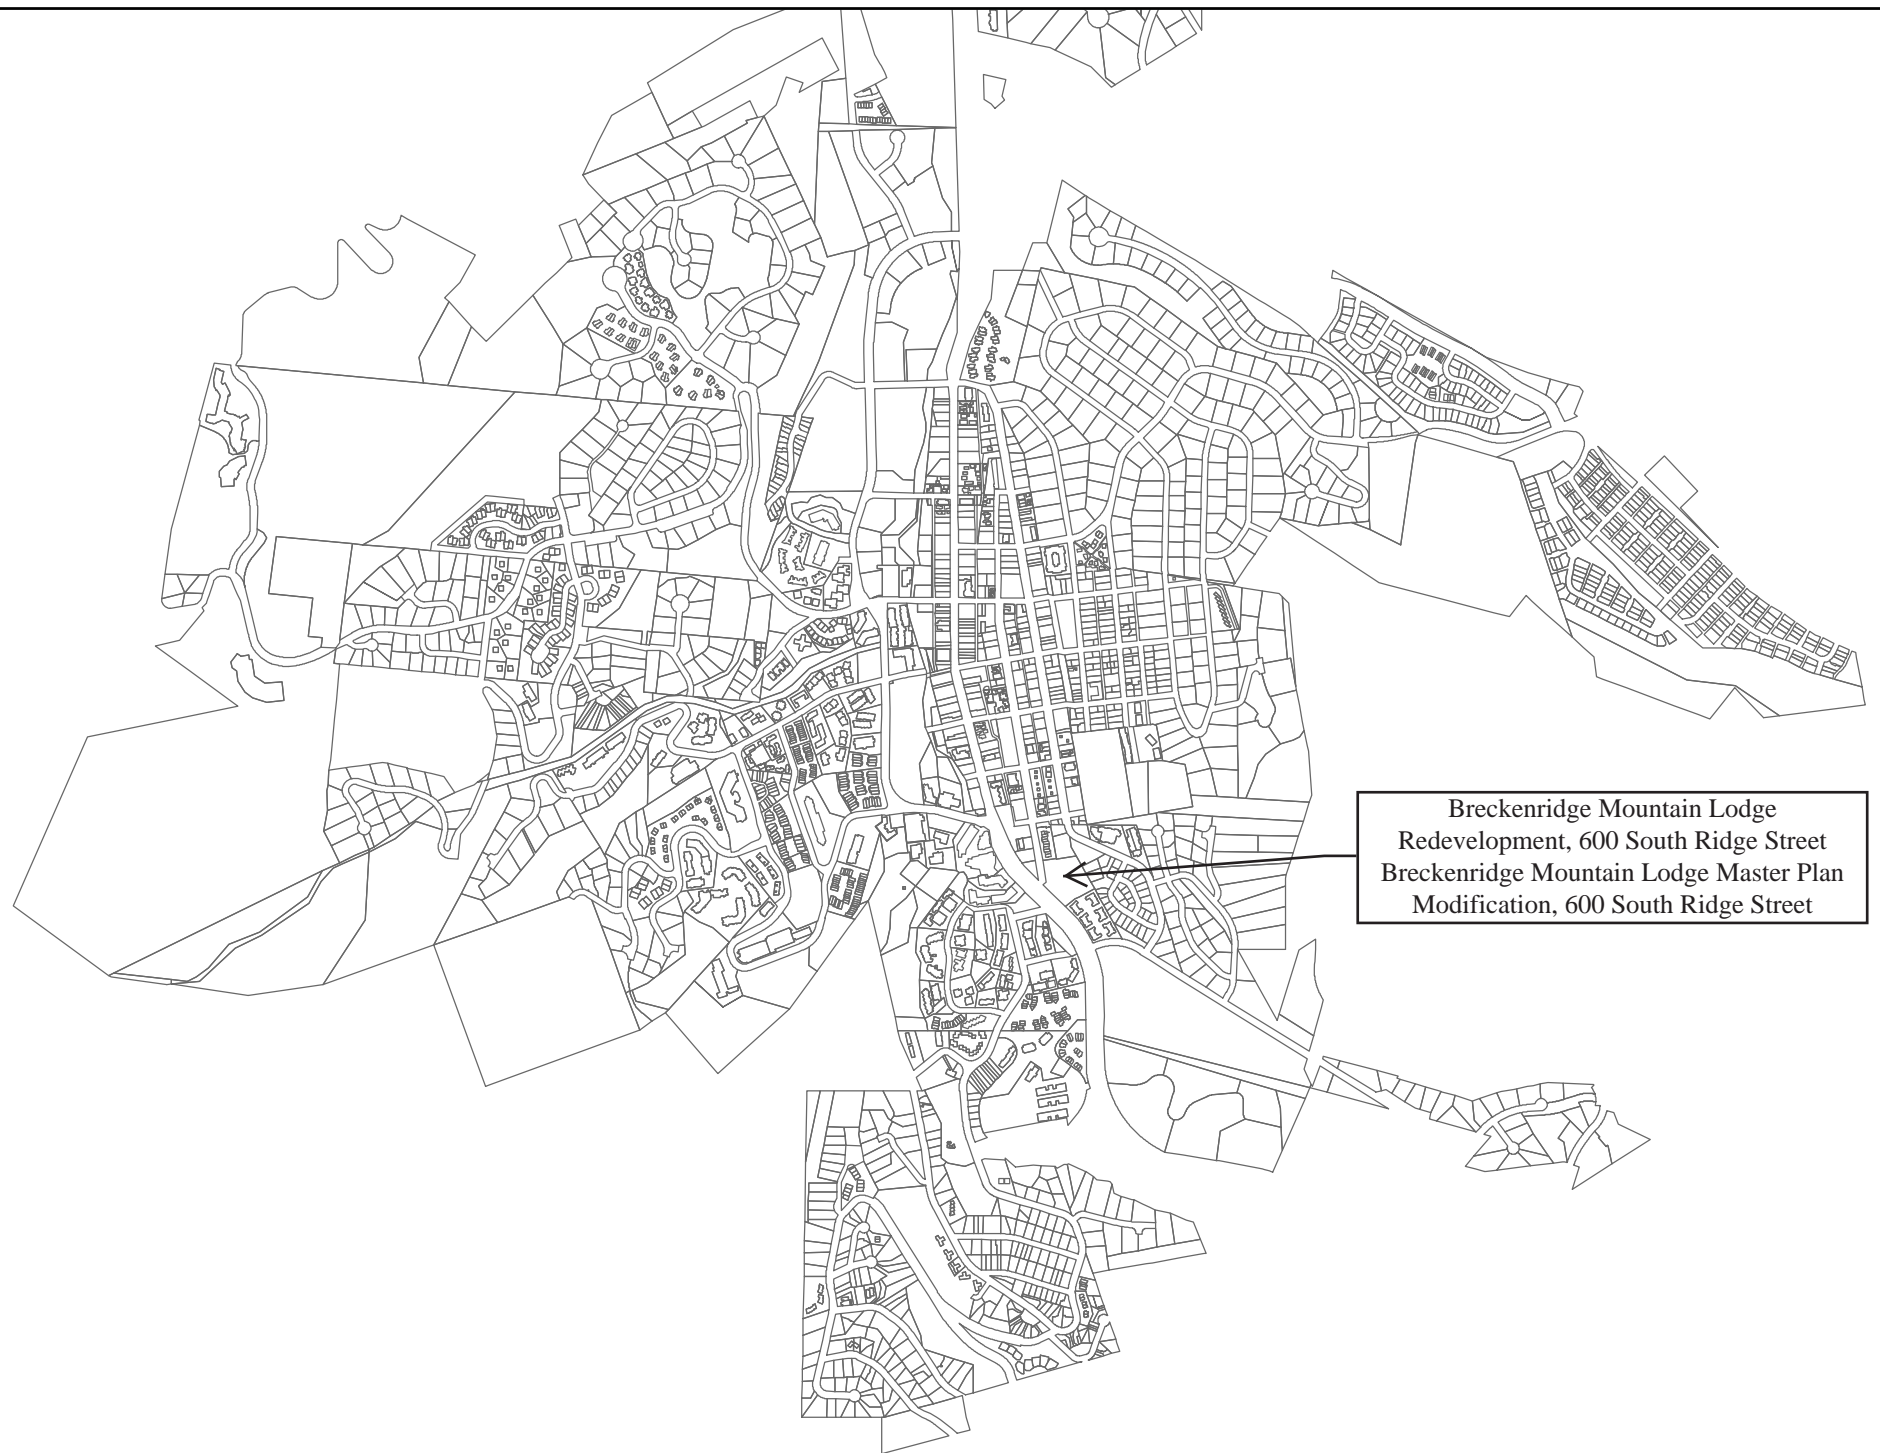 Breckenridge Mountain Lodge
Redevelopment, 600 South Ridge Street
Breckenridge Mountain Lodge Master Plan
Modification, 600 South Ridge Street